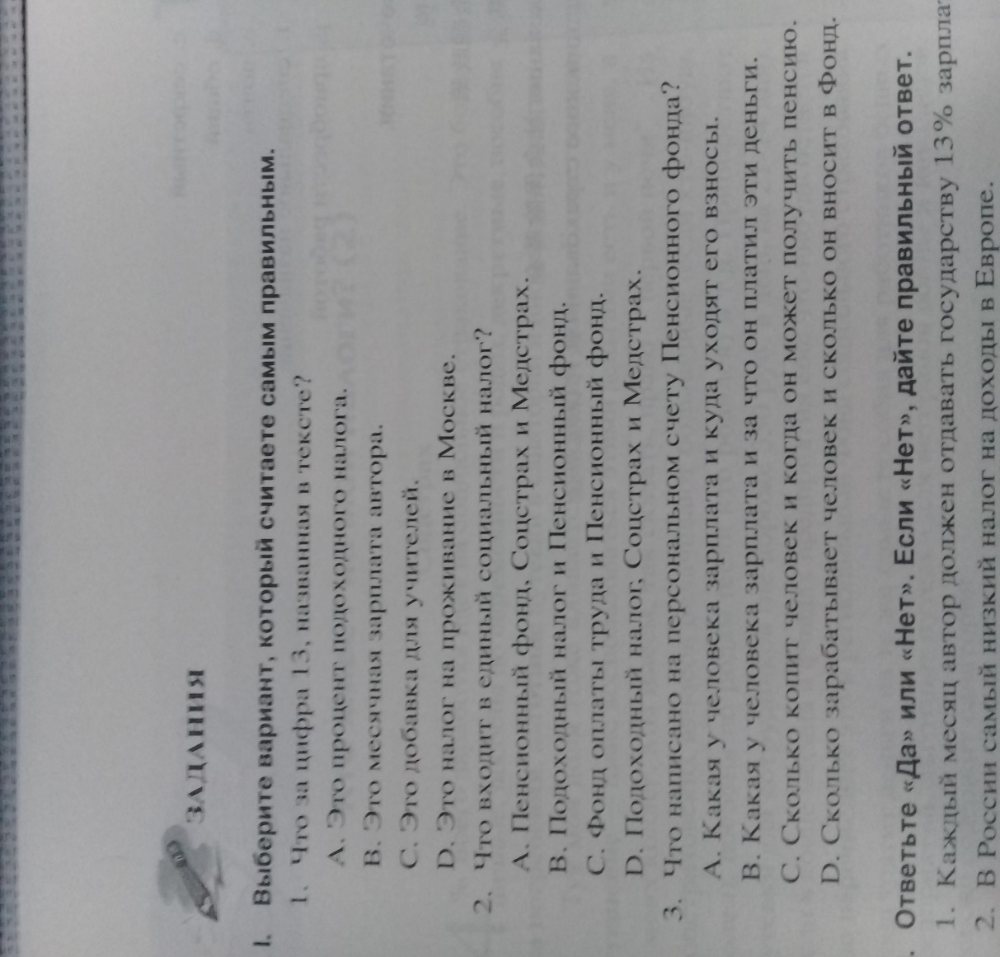 ЗАДАНИЯ
I. Выберите вариант, который считаете самым правильным.
1. Что за цифра 13, названная в тексте?
A. Это процент подоходного налога.
B. Это месячная зарплата автора.
C. Это добавка для учителей.
D. Это налог на проживание в Москве.
2. Что входит в единый социальный налог?
A. Пенсионный фонд, Соцстрах и Медстрах.
B. Подоходный налог и Пенсионный фонд.
C. Фонд оплаты труда и Пенсионный фонд.
D. Подоходный налог, Соцстрах и Медстрах.
3. Что написано на персональном счету Пенсионного фонда?
A. Какая у человека зарплата и куда уходят его взносы.
B. Какая у человека зарплата и за что он платил эти деньги.
C. Сколько копит человек и когда он может получить пенсию.
D. Сколько зарабатывает человек и сколько он вносит в Фонд.
. Ответьте «Да» или «Нет». Если «Нет», дайте правильный ответ.
1. Каждый месяц автор должен отдавать государству 13% зарпла
2. В России самый низкий налог на доходы в Европе.